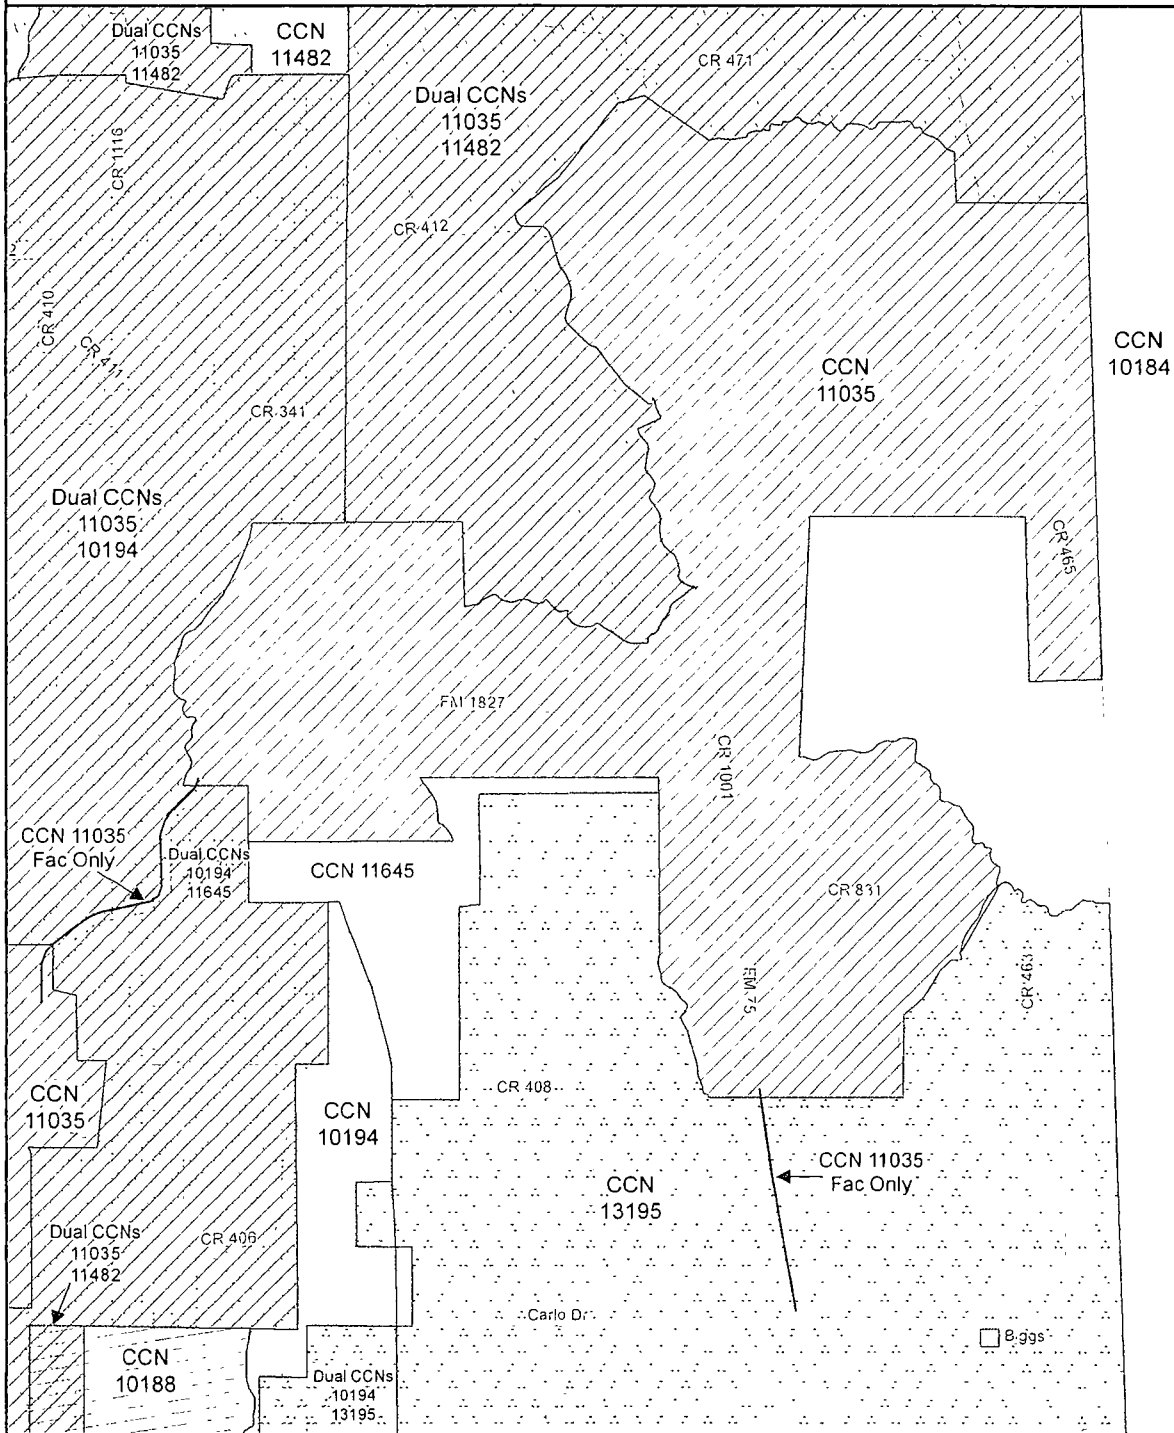 Dual CCNs
11035
11482
CCN
11482
CR 471
Dual CCNs
11035
11482
CR 1116
CR 412
2
CR 410
CR 411
CCN
11035
CCN
10184
CR 341
Dual CCNs
11035
10194
CR 465
FM 1827
CR 1001
CCN 11035
Fac Only
Dual CCNs
10194
11645
CCN 11645
CR 831
FM 75
CR 463
CCN
11035
CR 408
CCN
10194
CCN 11035
Fac Only
CCN
13195
Dual CCNs
11035
11482
CR 406
Carlo Dr
B ggs
CCN
10188
Dual CCNs
10194
13195